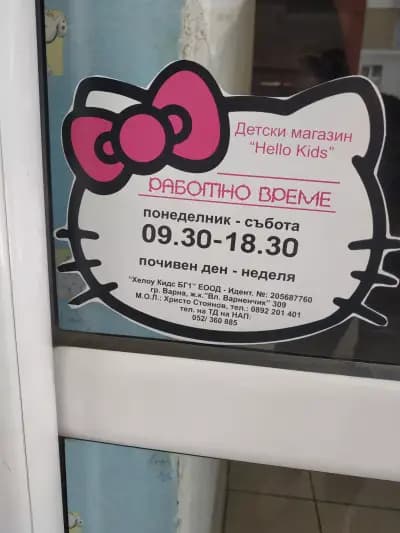 Детски магазин
"Hello Kids"
РАБОТНО ВРЕМЕ
понеделник - събота
09.30-18.30
почивен ден - неделя
"Хелоу Кидс БГ1" ЕООД - Идент. №: 205687760
гр. Варна, ж.к."Вл. Варненчик" 309
М.О.Л.: Христо Стоянов, тел.: 0892 201 401
тел. на ТД на НАП:
052/ 360 885